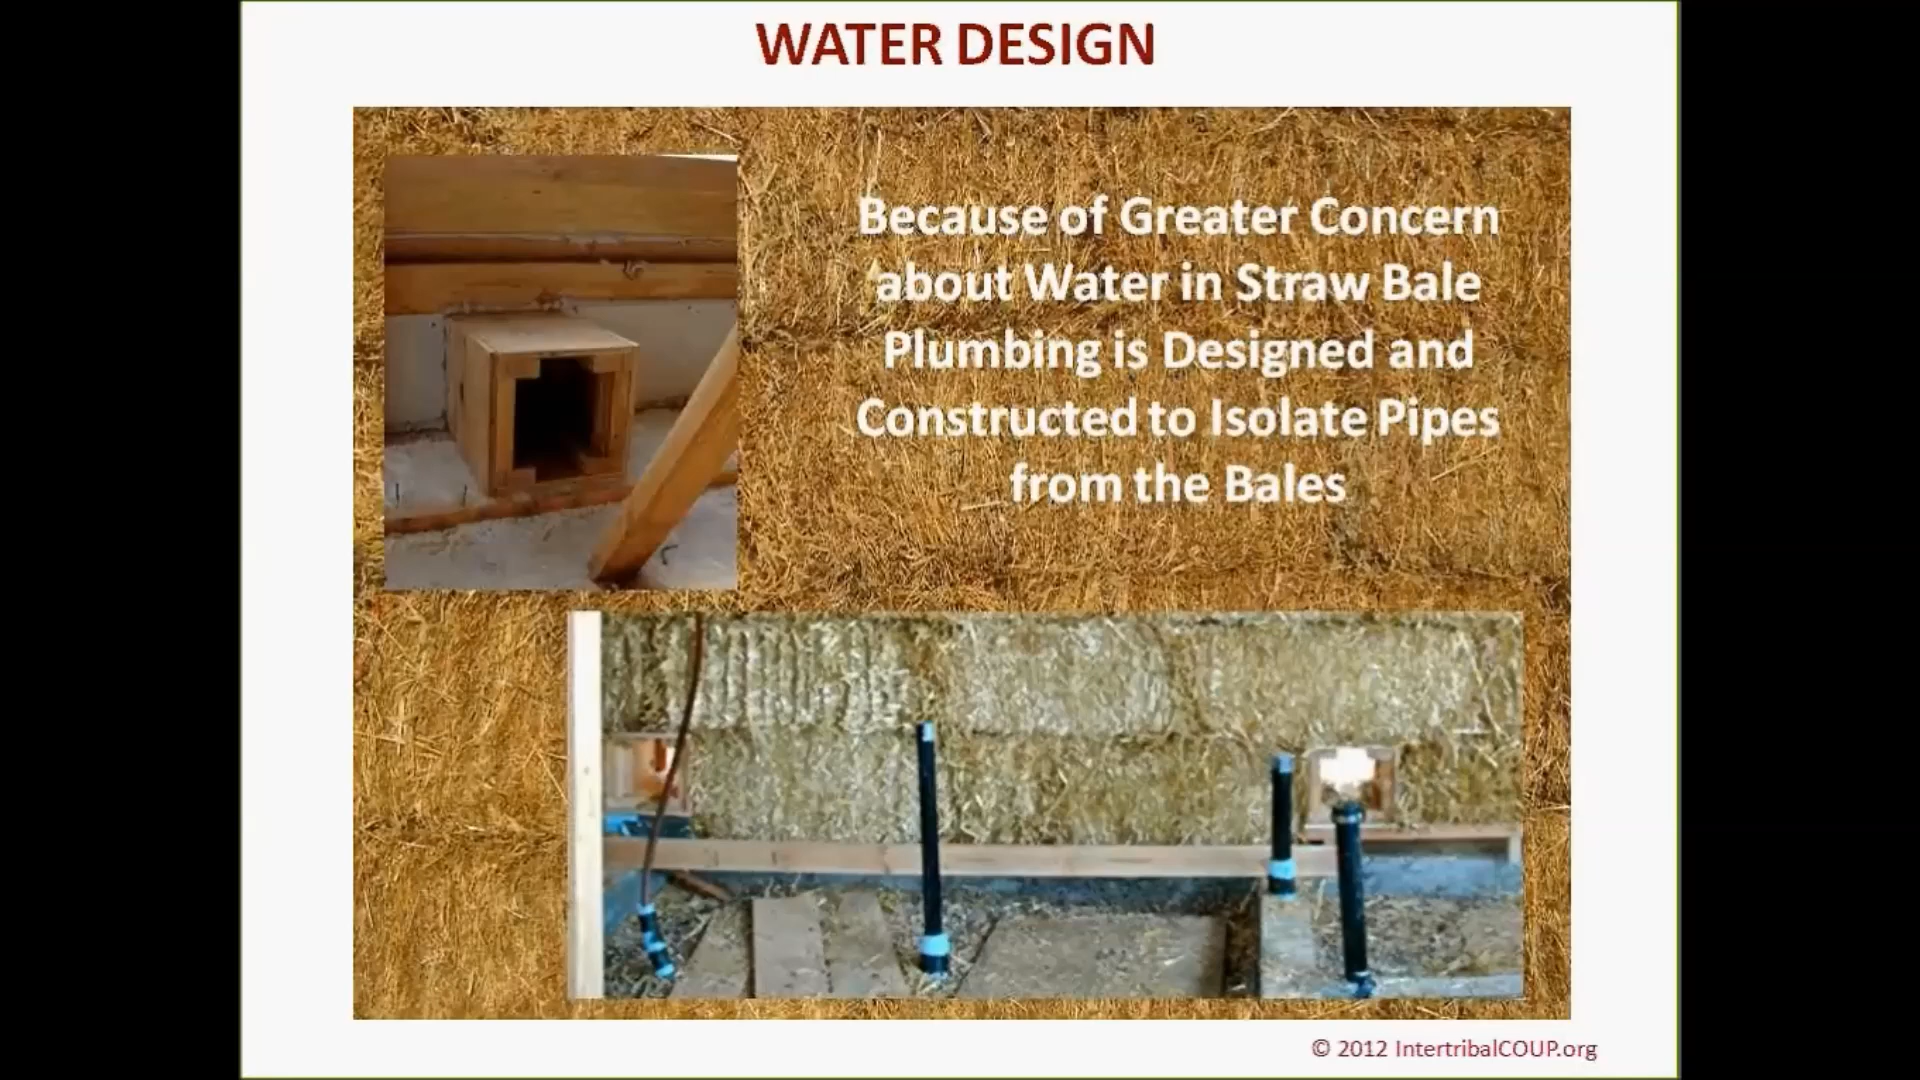 WATER DESIGN
Because of Greater Concern
about Water in Straw Bale
Plumbing is Designed and
Constructed to Isolate Pipes
from the Bales
© 2012 IntertribalCOUP.org